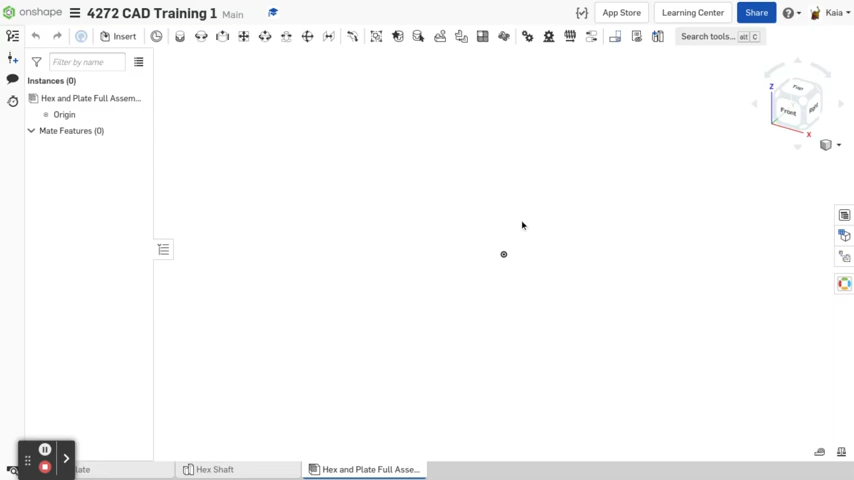 onshape 4272 CAD Training 1 Main App Store Learning Center Share Kaia
Insert Search tools... alt C
Filter by name
Instances (0)
Hex and Plate Full Assem...
Origin
Mate Features (0)
Z
Top
Front Right
X
late Hex Shaft Hex and Plate Full Asse...